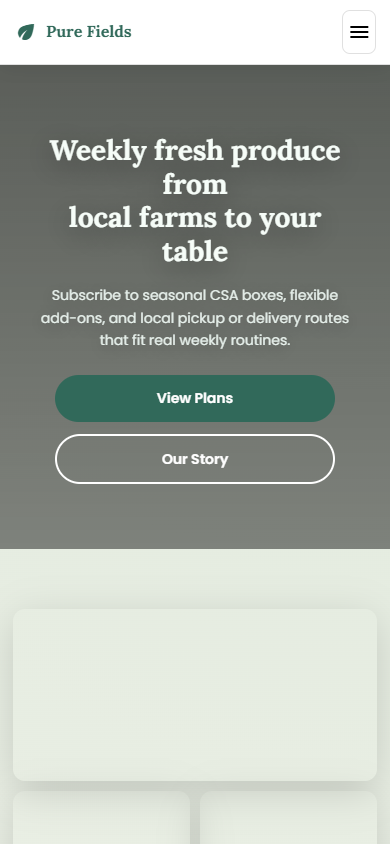 Pure Fields
Weekly fresh produce
from
local farms to your
table
Subscribe to seasonal CSA boxes, flexible
add-ons, and local pickup or delivery routes
that fit real weekly routines.
View Plans
Our Story